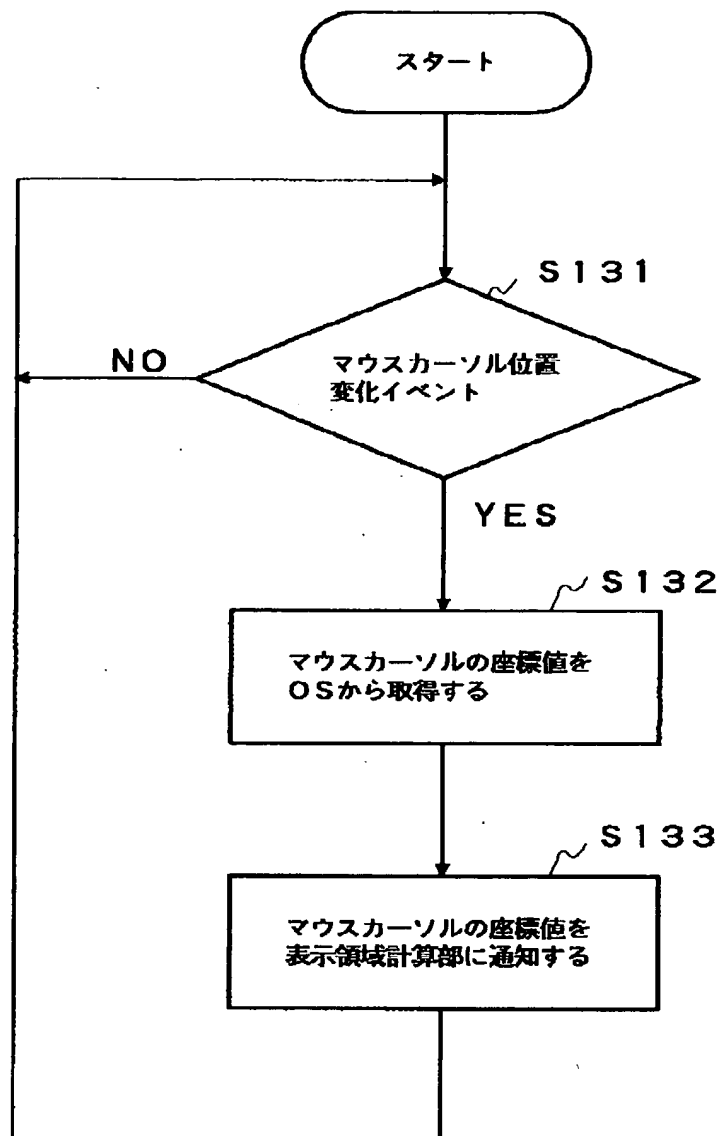 スタート
S131
NO
マウスカーソル位置
変化イベント
YES
S132
マウスカーソルの座標値を
OSから取得する
S133
マウスカーソルの座標値を
表示領域計算部に通知する